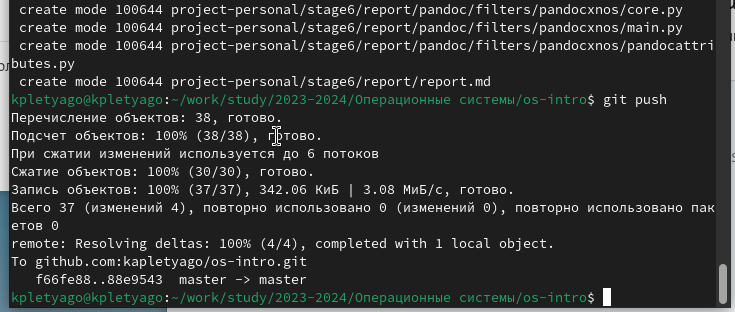 create mode 100644 project-personal/stage6/report/pandoc/filters/pandocxnos/core.py
create mode 100644 project-personal/stage6/report/pandoc/filters/pandocxnos/main.py
create mode 100644 project-personal/stage6/report/pandoc/filters/pandocxnos/pandocattri
butes.py
create mode 100644 project-personal/stage6/report/report.md
kpletyago@kpletyago:~/work/study/2023-2024/Операционные системы/os-intro$ git push
Перечисление объектов: 38, готово.
Подсчет объектов: 100% (38/38), готово.
При сжатии изменений используется до 6 потоков
Сжатие объектов: 100% (30/30), готово.
Запись объектов: 100% (37/37), 342.06 КиБ | 3.08 МиБ/с, готово.
Всего 37 (изменений 4), повторно использовано 0 (изменений 0), повторно использовано пак
етов 0
remote: Resolving deltas: 100% (4/4), completed with 1 local object.
To github.com:kapletyago/os-intro.git
f66fe88..88e9543  master -> master
kpletyago@kpletyago:~/work/study/2023-2024/Операционные системы/os-intro$